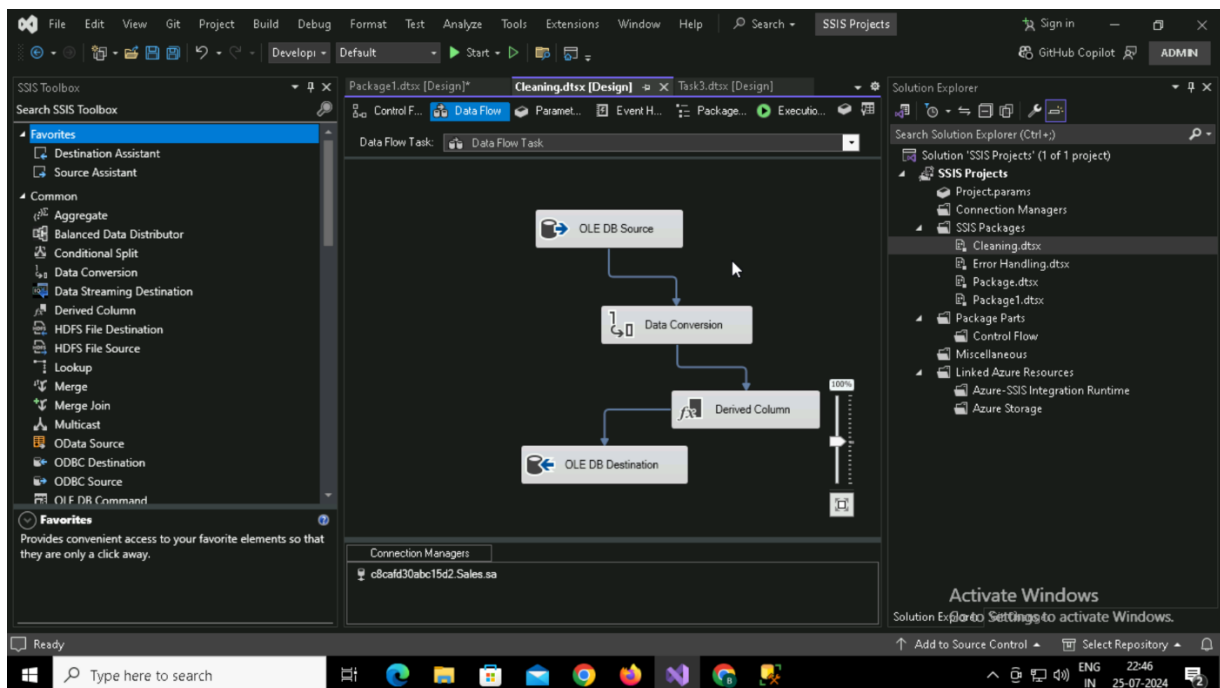 File Edit View Git Project Build Debug Format Test Analyze Tools Extensions Window Help Search SSIS Projects Sign in
Developi Default Start GitHub Copilot ADMIN
SSIS Toolbox
Search SSIS Toolbox
Favorites
Destination Assistant
Source Assistant
Common
Aggregate
Balanced Data Distributor
Conditional Split
Data Conversion
Data Streaming Destination
Derived Column
HDFS File Destination
HDFS File Source
Lookup
Merge
Merge Join
Multicast
OData Source
ODBC Destination
ODBC Source
OLE DB Command
Favorites
Provides convenient access to your favorite elements so that
they are only a click away.
Package1.dtsx [Design]* Cleaning.dtsx [Design] Task3.dtsx [Design]
Control F... Data Flow Paramet... Event H... Package... Executio...
Data Flow Task: Data Flow Task
OLE DB Source
Data Conversion
Derived Column
OLE DB Destination
100%
Connection Managers
c8cafd30abc15d2.Sales.sa
Solution Explorer
Search Solution Explorer (Ctrl+;)
Solution 'SSIS Projects' (1 of 1 project)
SSIS Projects
Project.params
Connection Managers
SSIS Packages
Cleaning.dtsx
Error Handling.dtsx
Package.dtsx
Package1.dtsx
Package Parts
Control Flow
Miscellaneous
Linked Azure Resources
Azure-SSIS Integration Runtime
Azure Storage
Activate Windows
Go to Settings to activate Windows.
Solution Explorer
Ready Add to Source Control Select Repository
Type here to search
ENG 22:46
IN 25-07-2024